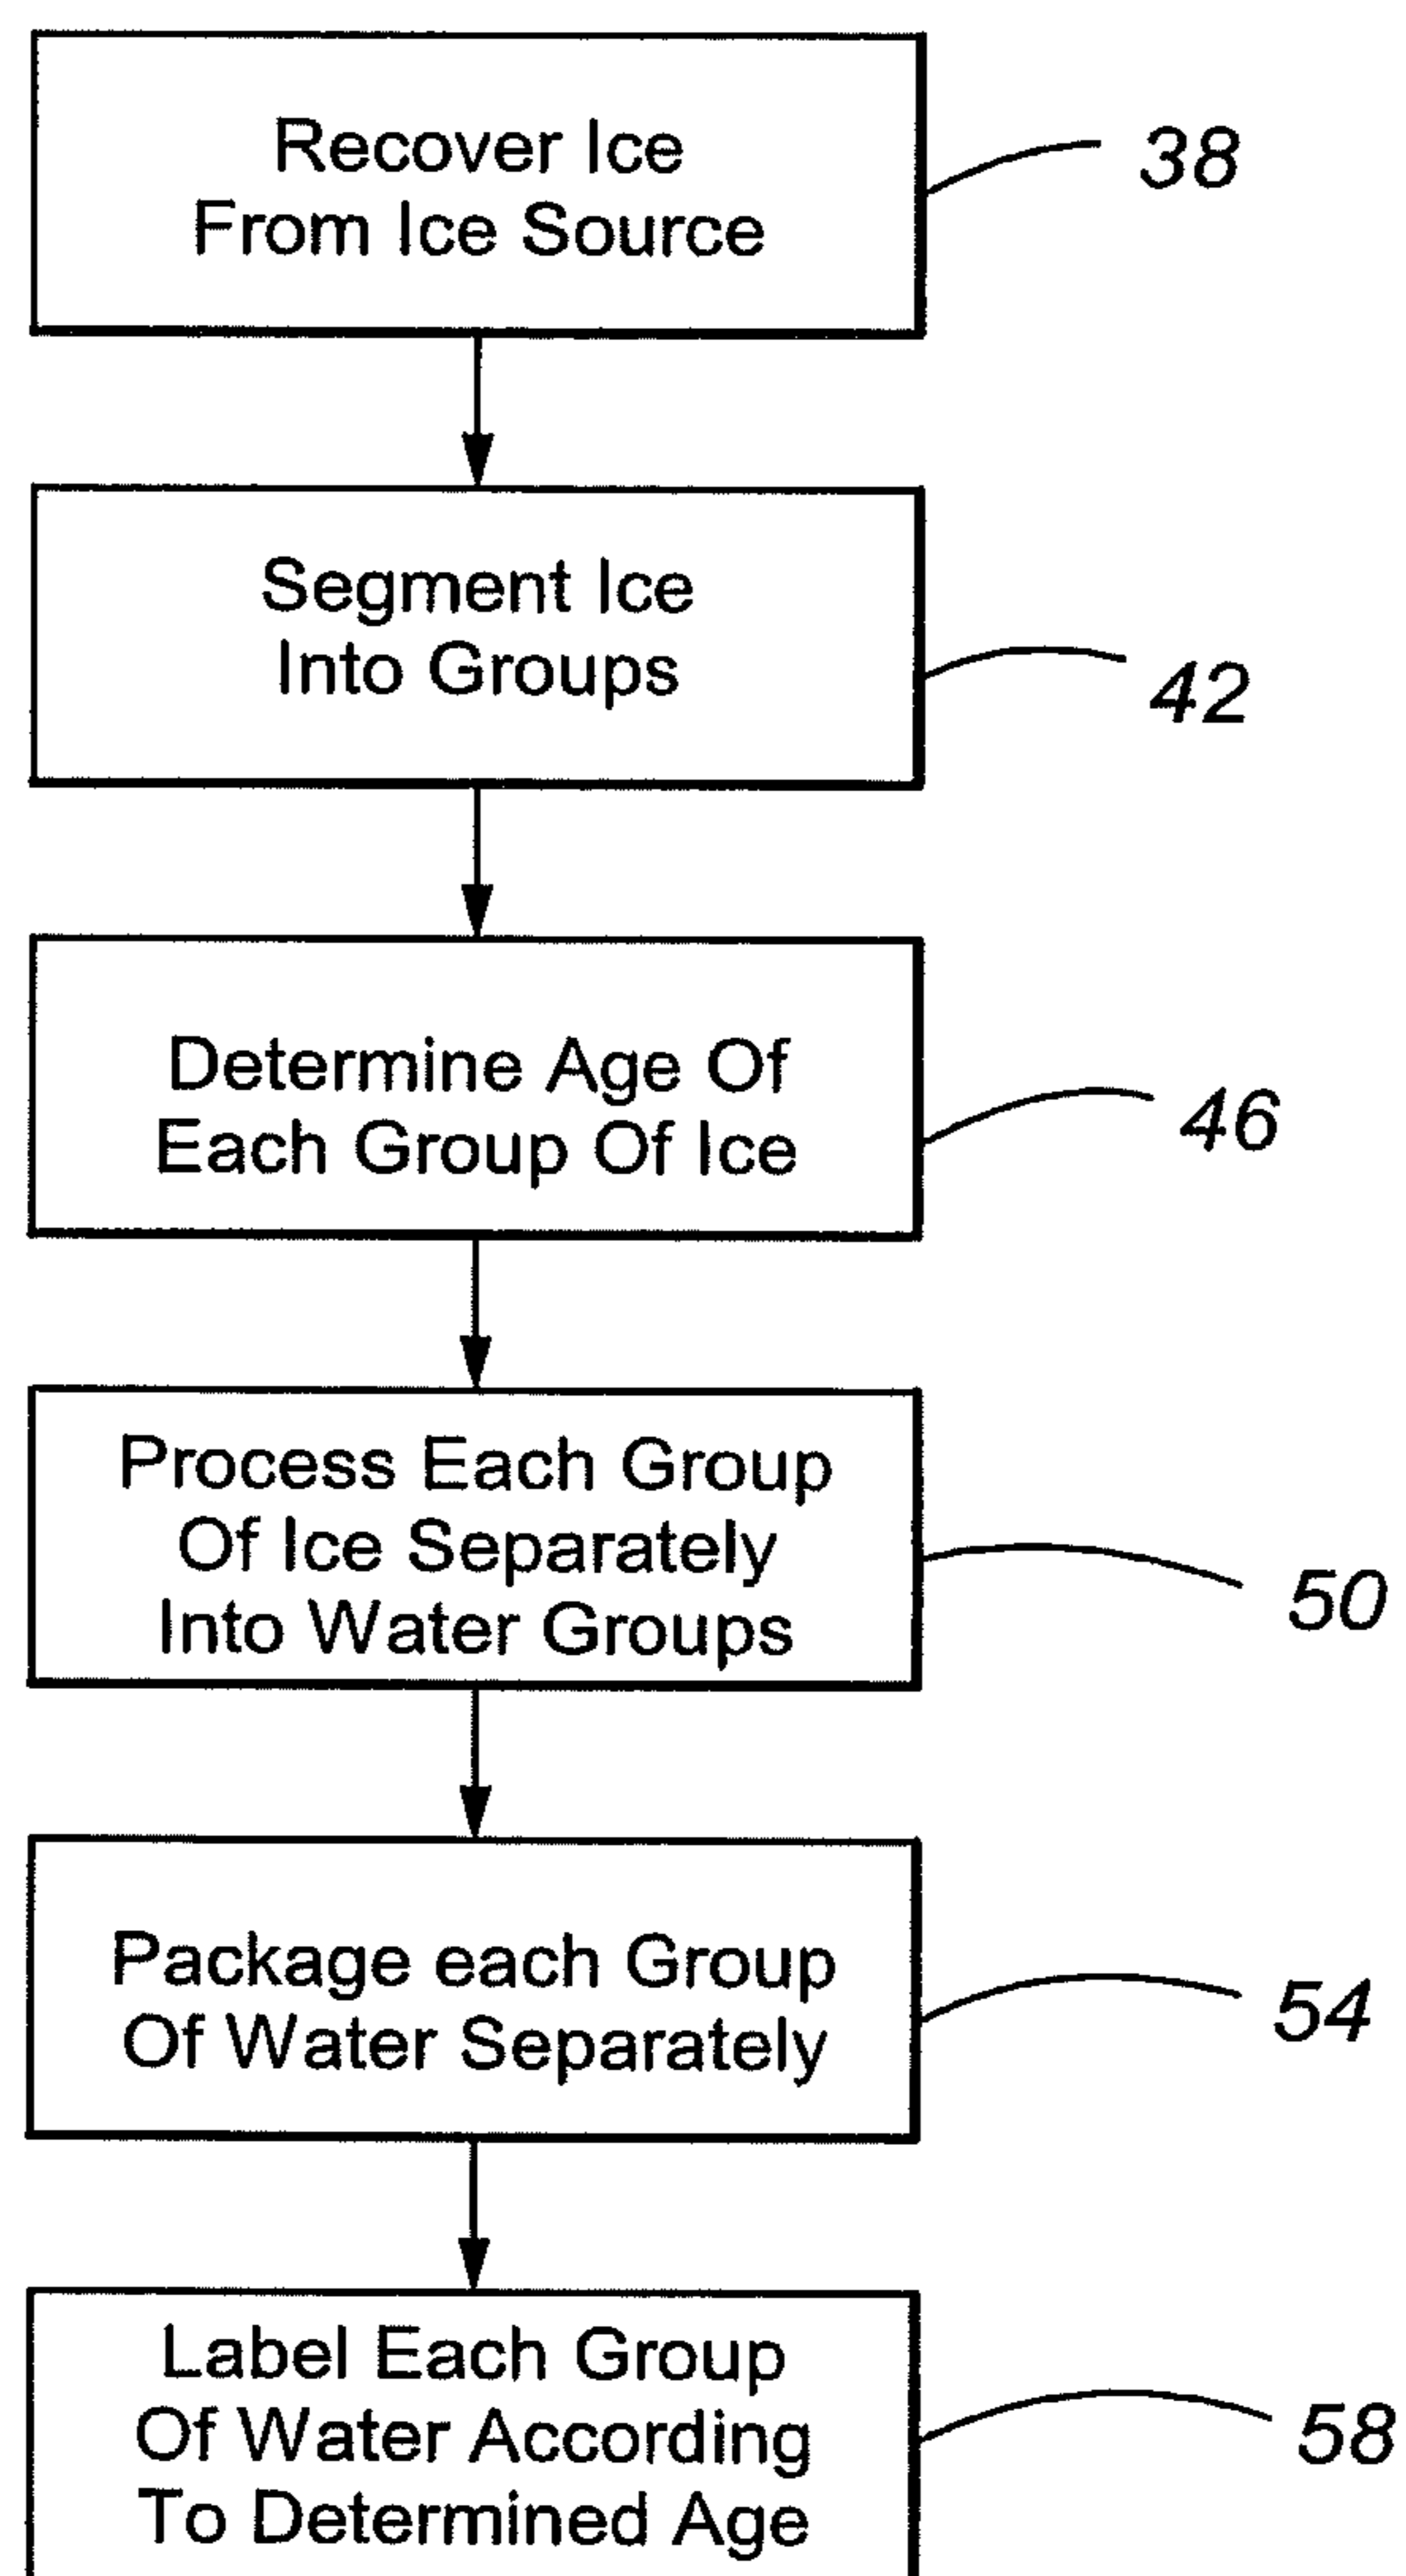 Recover Ice
From Ice Source
38
Segment Ice
Into Groups
42
Determine Age Of
Each Group Of Ice
46
Process Each Group
Of Ice Separately
Into Water Groups
50
Package each Group
Of Water Separately
54
Label Each Group
Of Water According
To Determined Age
58